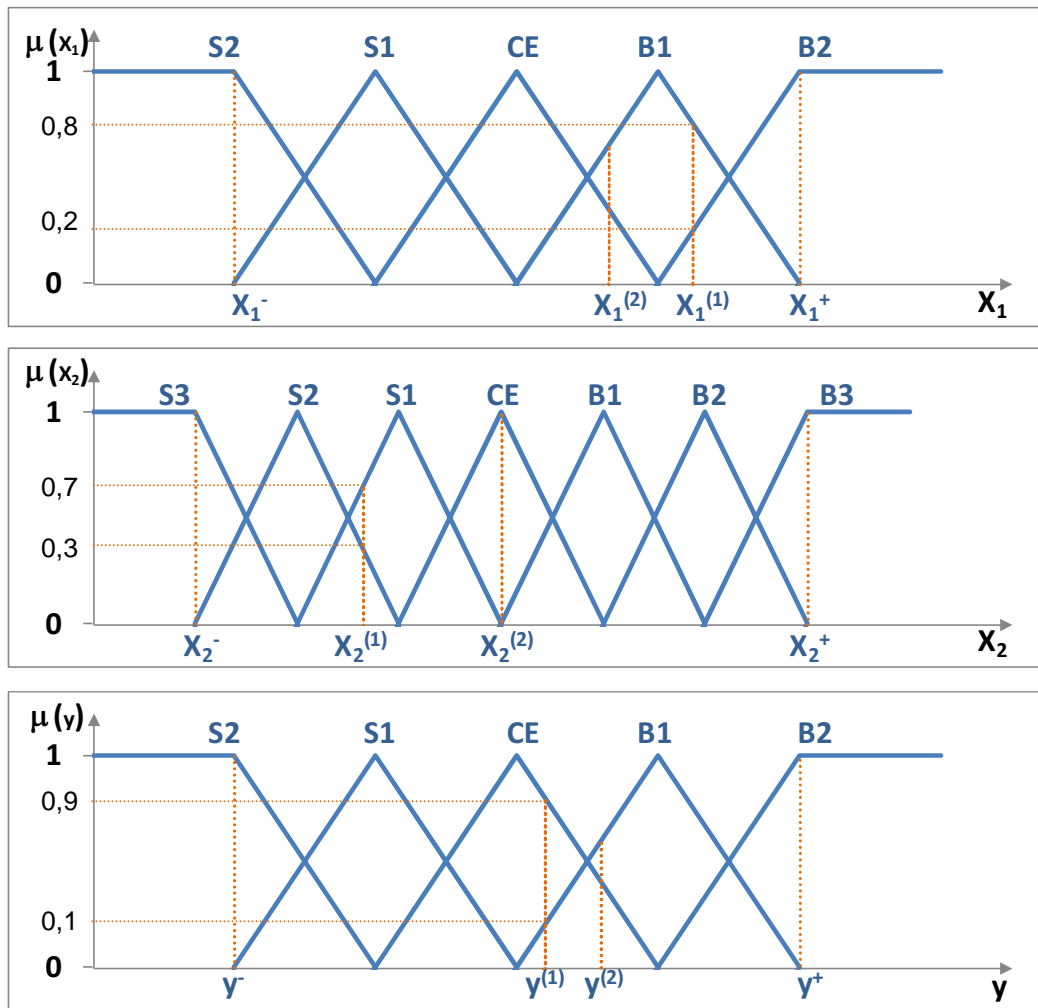 μ (x₁)
S2 S1 CE B1 B2
1
0,8
0,2
0
X₁⁻ X₁⁽²⁾ X₁⁽¹⁾ X₁⁺ X₁
μ (x₂)
S3 S2 S1 CE B1 B2 B3
1
0,7
0,3
0
X₂⁻ X₂⁽¹⁾ X₂⁽²⁾ X₂⁺ X₂
μ (y)
S2 S1 CE B1 B2
1
0,9
0,1
0
y⁻ y⁽¹⁾ y⁽²⁾ y⁺ y